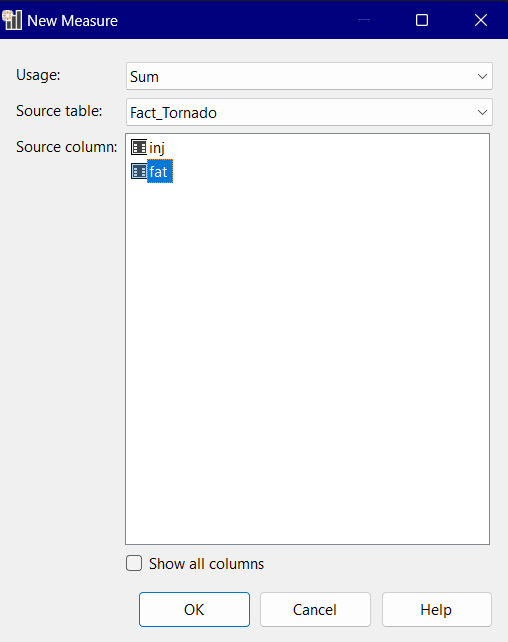 New Measure
Usage: Sum
Source table: Fact_Tornado
Source column: inj
fat
Show all columns
OK Cancel Help